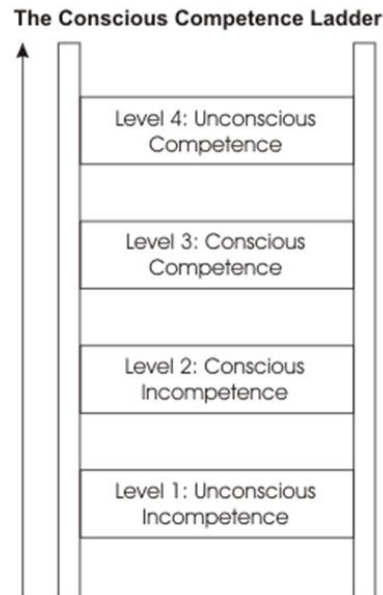 The Conscious Competence Ladder
Level 4: Unconscious
Competence
Level 3: Conscious
Competence
Level 2: Conscious
Incompetence
Level 1: Unconscious
Incompetence